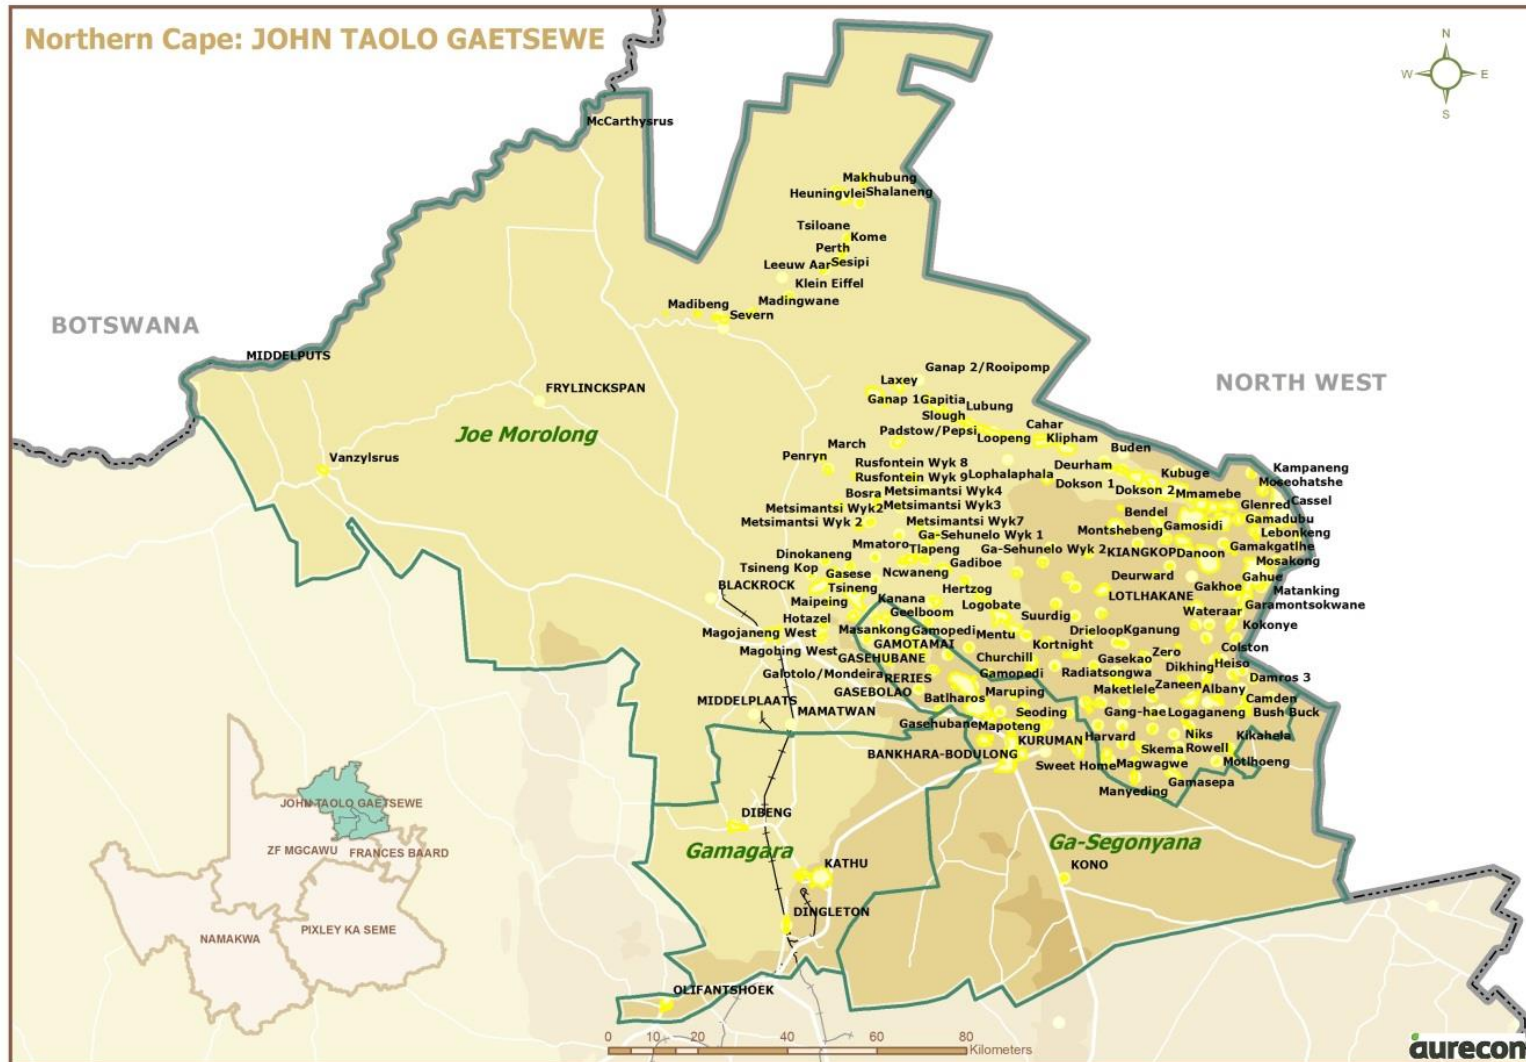 Northern Cape: JOHN TAOLO GAETSEWE
N
W
E
S
McCarthysrus
Makhubung
Heuningvlei
Shalaneng
Tsiloane
Kome
Perth
Leeuw Aar
Sesipi
Klein Eiffel
Madibeng
Madingwane
Severn
BOTSWANA
NORTH WEST
MIDDELPUTS
FRYLINCKSPAN
Joe Morolong
Vanzylsrus
Ganap 2/Rooipomp
Laxey
Ganap 1
Gapitia
Lubung
Slough
Cahar
Padstow/Pepsi
Loopeng
Klipham
March
Buden
Penryn
Rusfontein Wyk 8
Deurham
Kubuge
Kampaneng
Rusfontein Wyk 9
Lophalaphala
Moseohatshe
Dokson 1
Dokson 2
Bosra
Metsimantsi Wyk4
Mmamebe
Cassel
Metsimantsi Wyk2
Metsimantsi Wyk3
Glenred
Bendel
Metsimantsi Wyk 2
Metsimantsi Wyk7
Montshebeng
Gamosidi
Gamadubu
Ga-Sehunelo Wyk 1
Lebonkeng
Mmatoro
Tlapeng
Ga-Sehunelo Wyk 2
KIANGKOP
Danoon
Gamakgatlhe
Dinokaneng
Gadiboe
Mosakong
Tsineng Kop
Gasese
Ncwaneng
Deurward
Gahue
BLACKROCK
Tsineng
Hertzog
Gakhoe
Matanking
Maipeing
Kanana
Logobate
LOTLHAKANE
Garamontsokwane
Hotazel
Geelboom
Suurdig
Wateraar
Magojaneng West
Masankong
Gamopedi
Mentu
Drieloop
Kganung
Kokonye
GAMOTAMAI
Kortnight
Colston
Magobing West
GASEHUBANE
Churchill
Gasekao
Zero
Heiso
Galotolo/Mondeira
RERIES
Gamopedi
Radiatsongwa
Dikhing
Damros 3
GASEBOLAO
Maruping
Maketlele
Zaneen
Albany
MIDDELPLAATS
Batlharos
Camden
MAMATWAN
Seoding
Gang-hae
Logaganeng
Bush Buck
Gasehubane
Mapoteng
KURUMAN
Harvard
Niks
Kikahela
BANKHARA-BODULONG
Skema
Rowell
Sweet Home
Magwagwe
Motlhoeng
Manyeding
Gamasepa
DIBENG
Gamagara
Ga-Segonyana
KATHU
KONO
DINGLETON
OLIFANTSHOEK
JOHN TAOLO GAETSEWE
ZF MGCAWU
FRANCES BAARD
NAMAKWA
PIXLEY KA SEME
0 10 20 40 60 80
Kilometers
aurecon